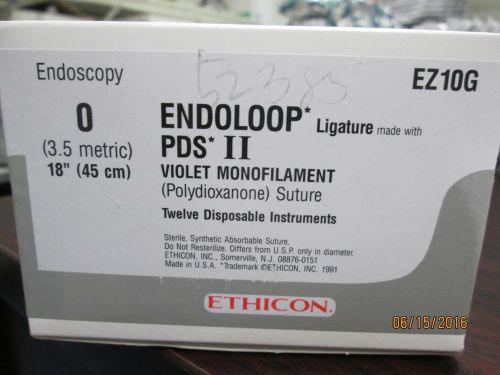 Endoscopy
52385
EZ10G
0
(3.5 metric)
18" (45 cm)
ENDOLOOP* Ligature made with
PDS* II
VIOLET MONOFILAMENT
(Polydioxanone) Suture
Twelve Disposable Instruments
Sterile, Synthetic Absorbable Suture.
Do Not Resterilize. Differs from U.S.P. only in diameter.
ETHICON, INC., Somerville, N.J. 08876-0151
Made in U.S.A. *Trademark ©ETHICON, INC. 1991
ETHICON.
06/15/2016